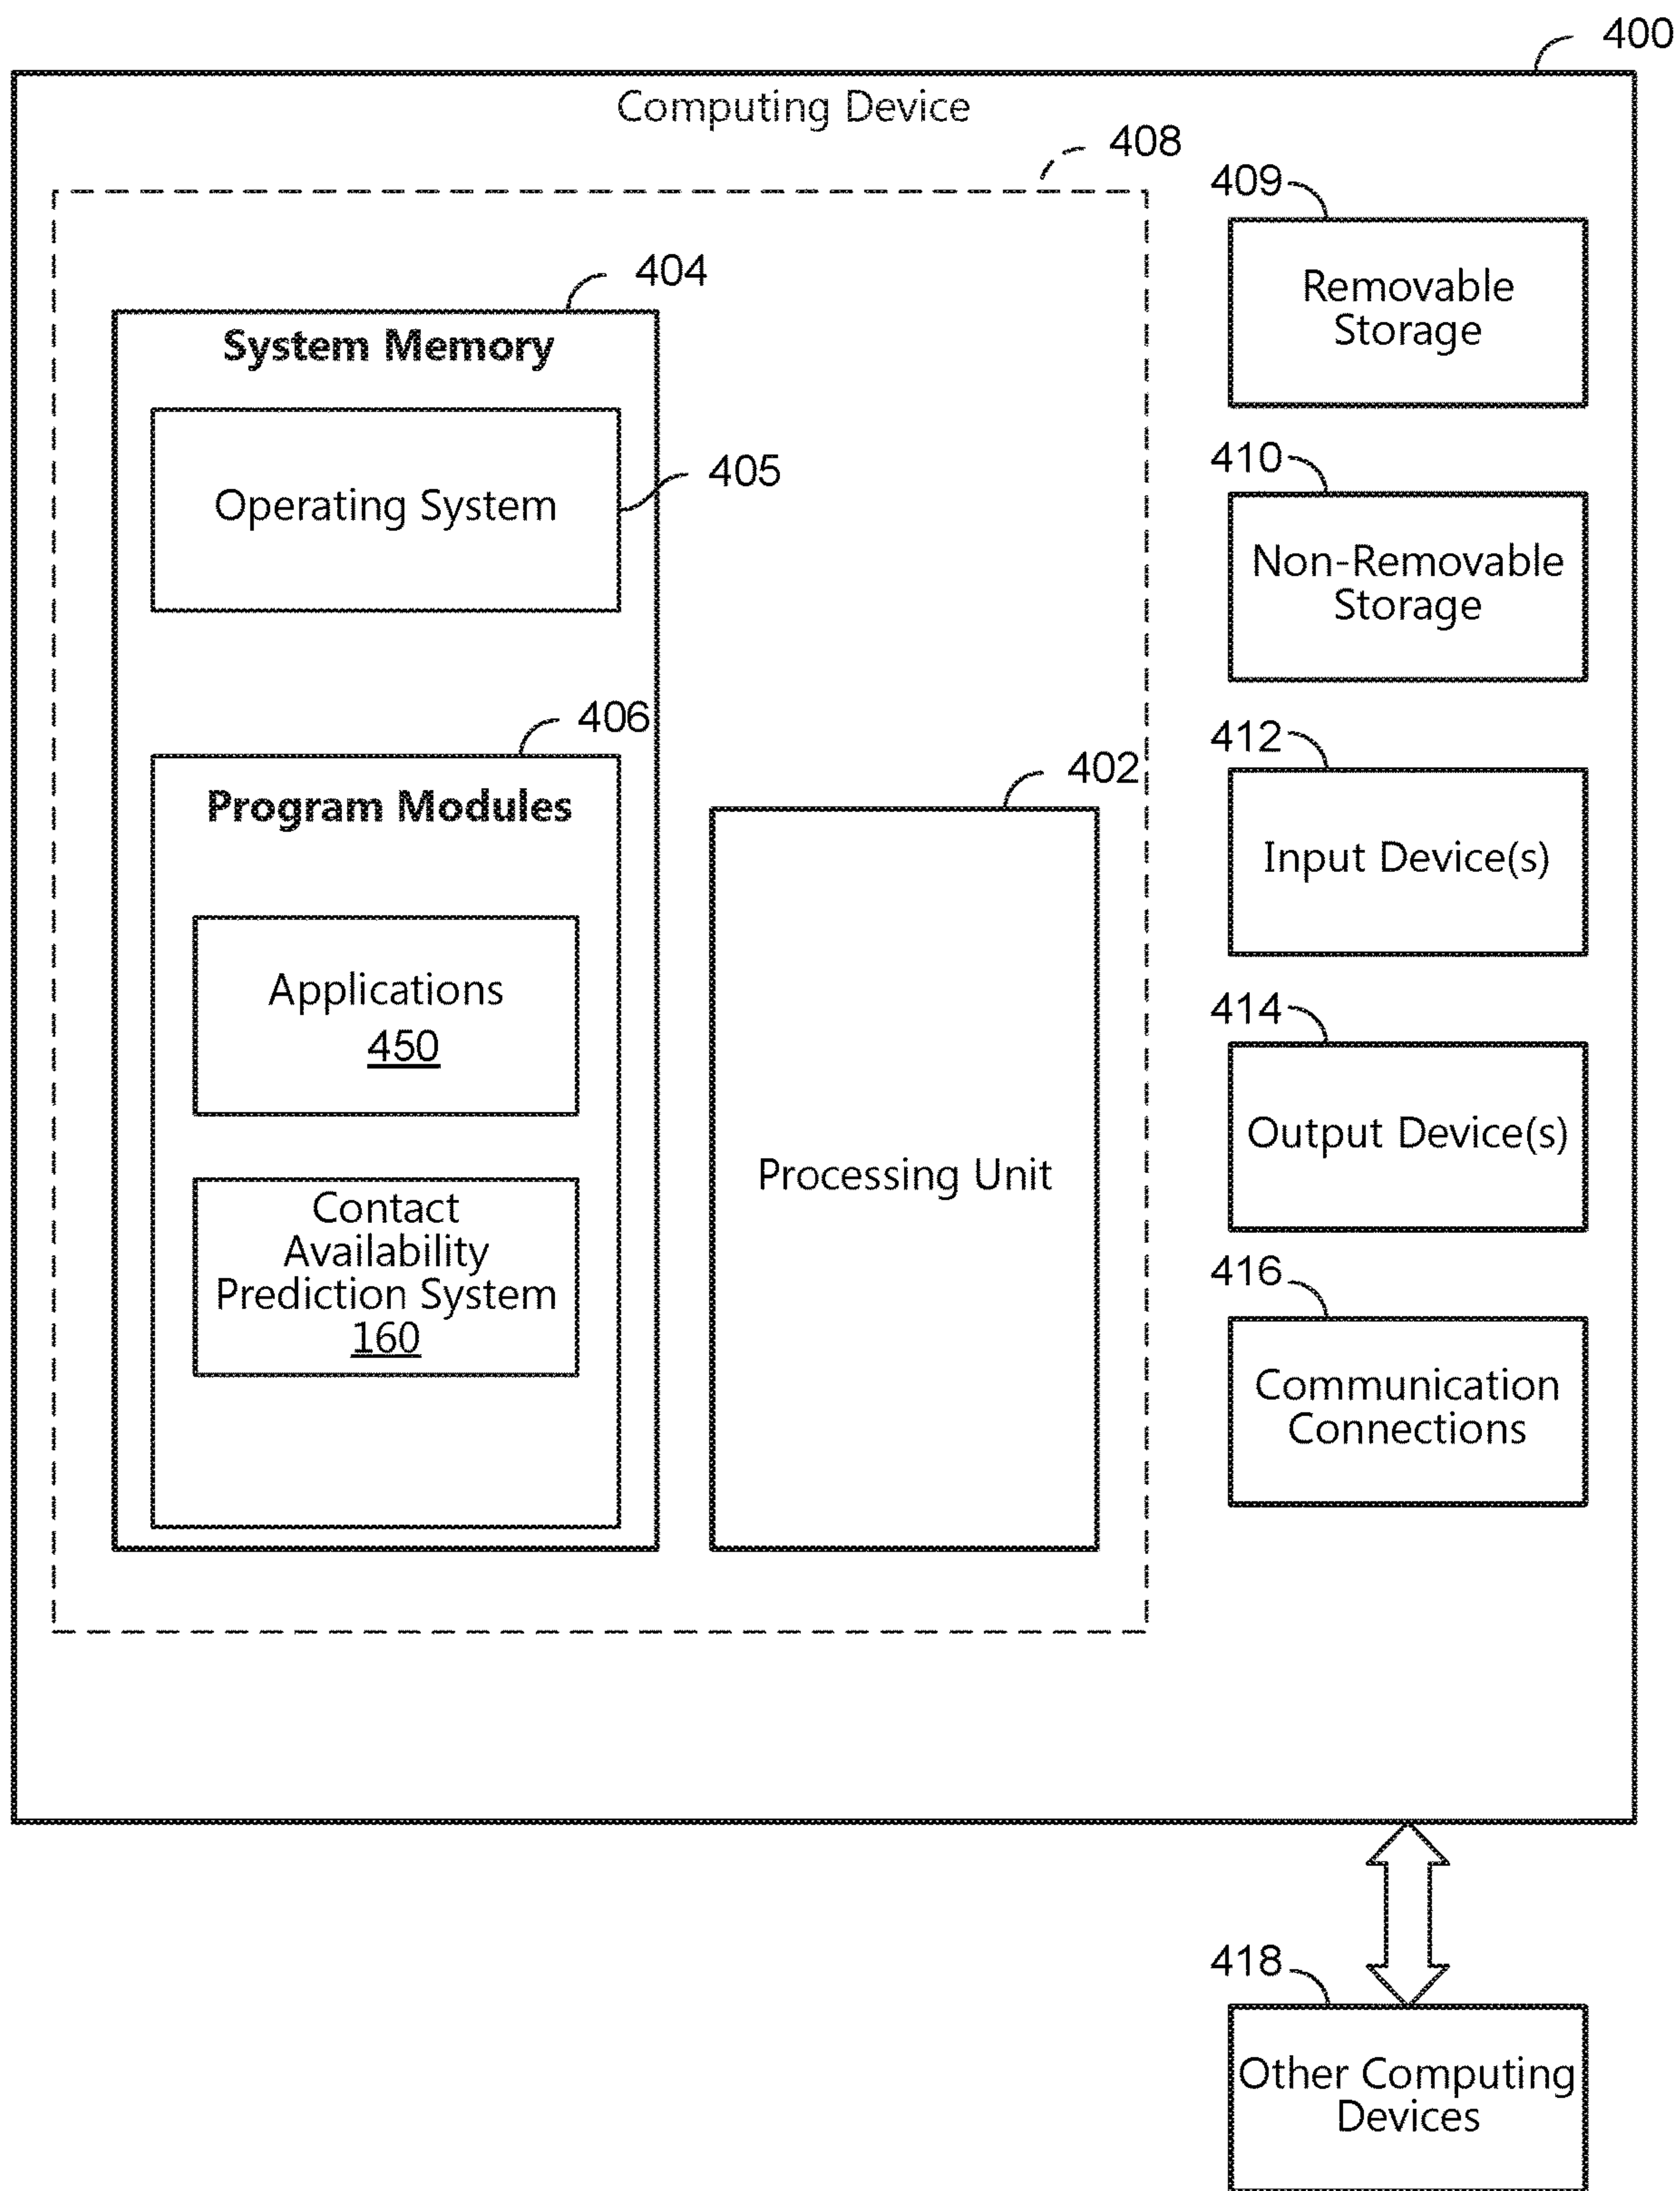 400
Computing Device
408
409
Removable
Storage
404
System Memory
Operating System
405
410
Non-Removable
Storage
406
Program Modules
402
412
Input Device(s)
Applications
450
Processing Unit
414
Output Device(s)
Contact
Availability
Prediction System
160
416
Communication
Connections
418
Other Computing
Devices